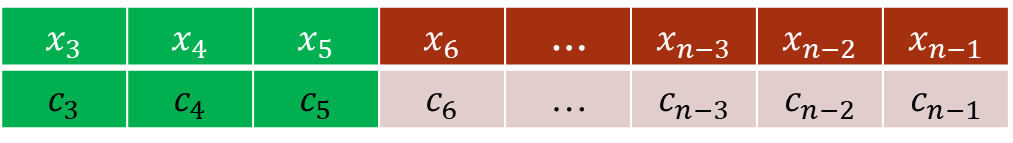 x₃ x₄ x₅ x₆ … xₙ₋₃ xₙ₋₂ xₙ₋₁
c₃ c₄ c₅ c₆ … cₙ₋₃ cₙ₋₂ cₙ₋₁